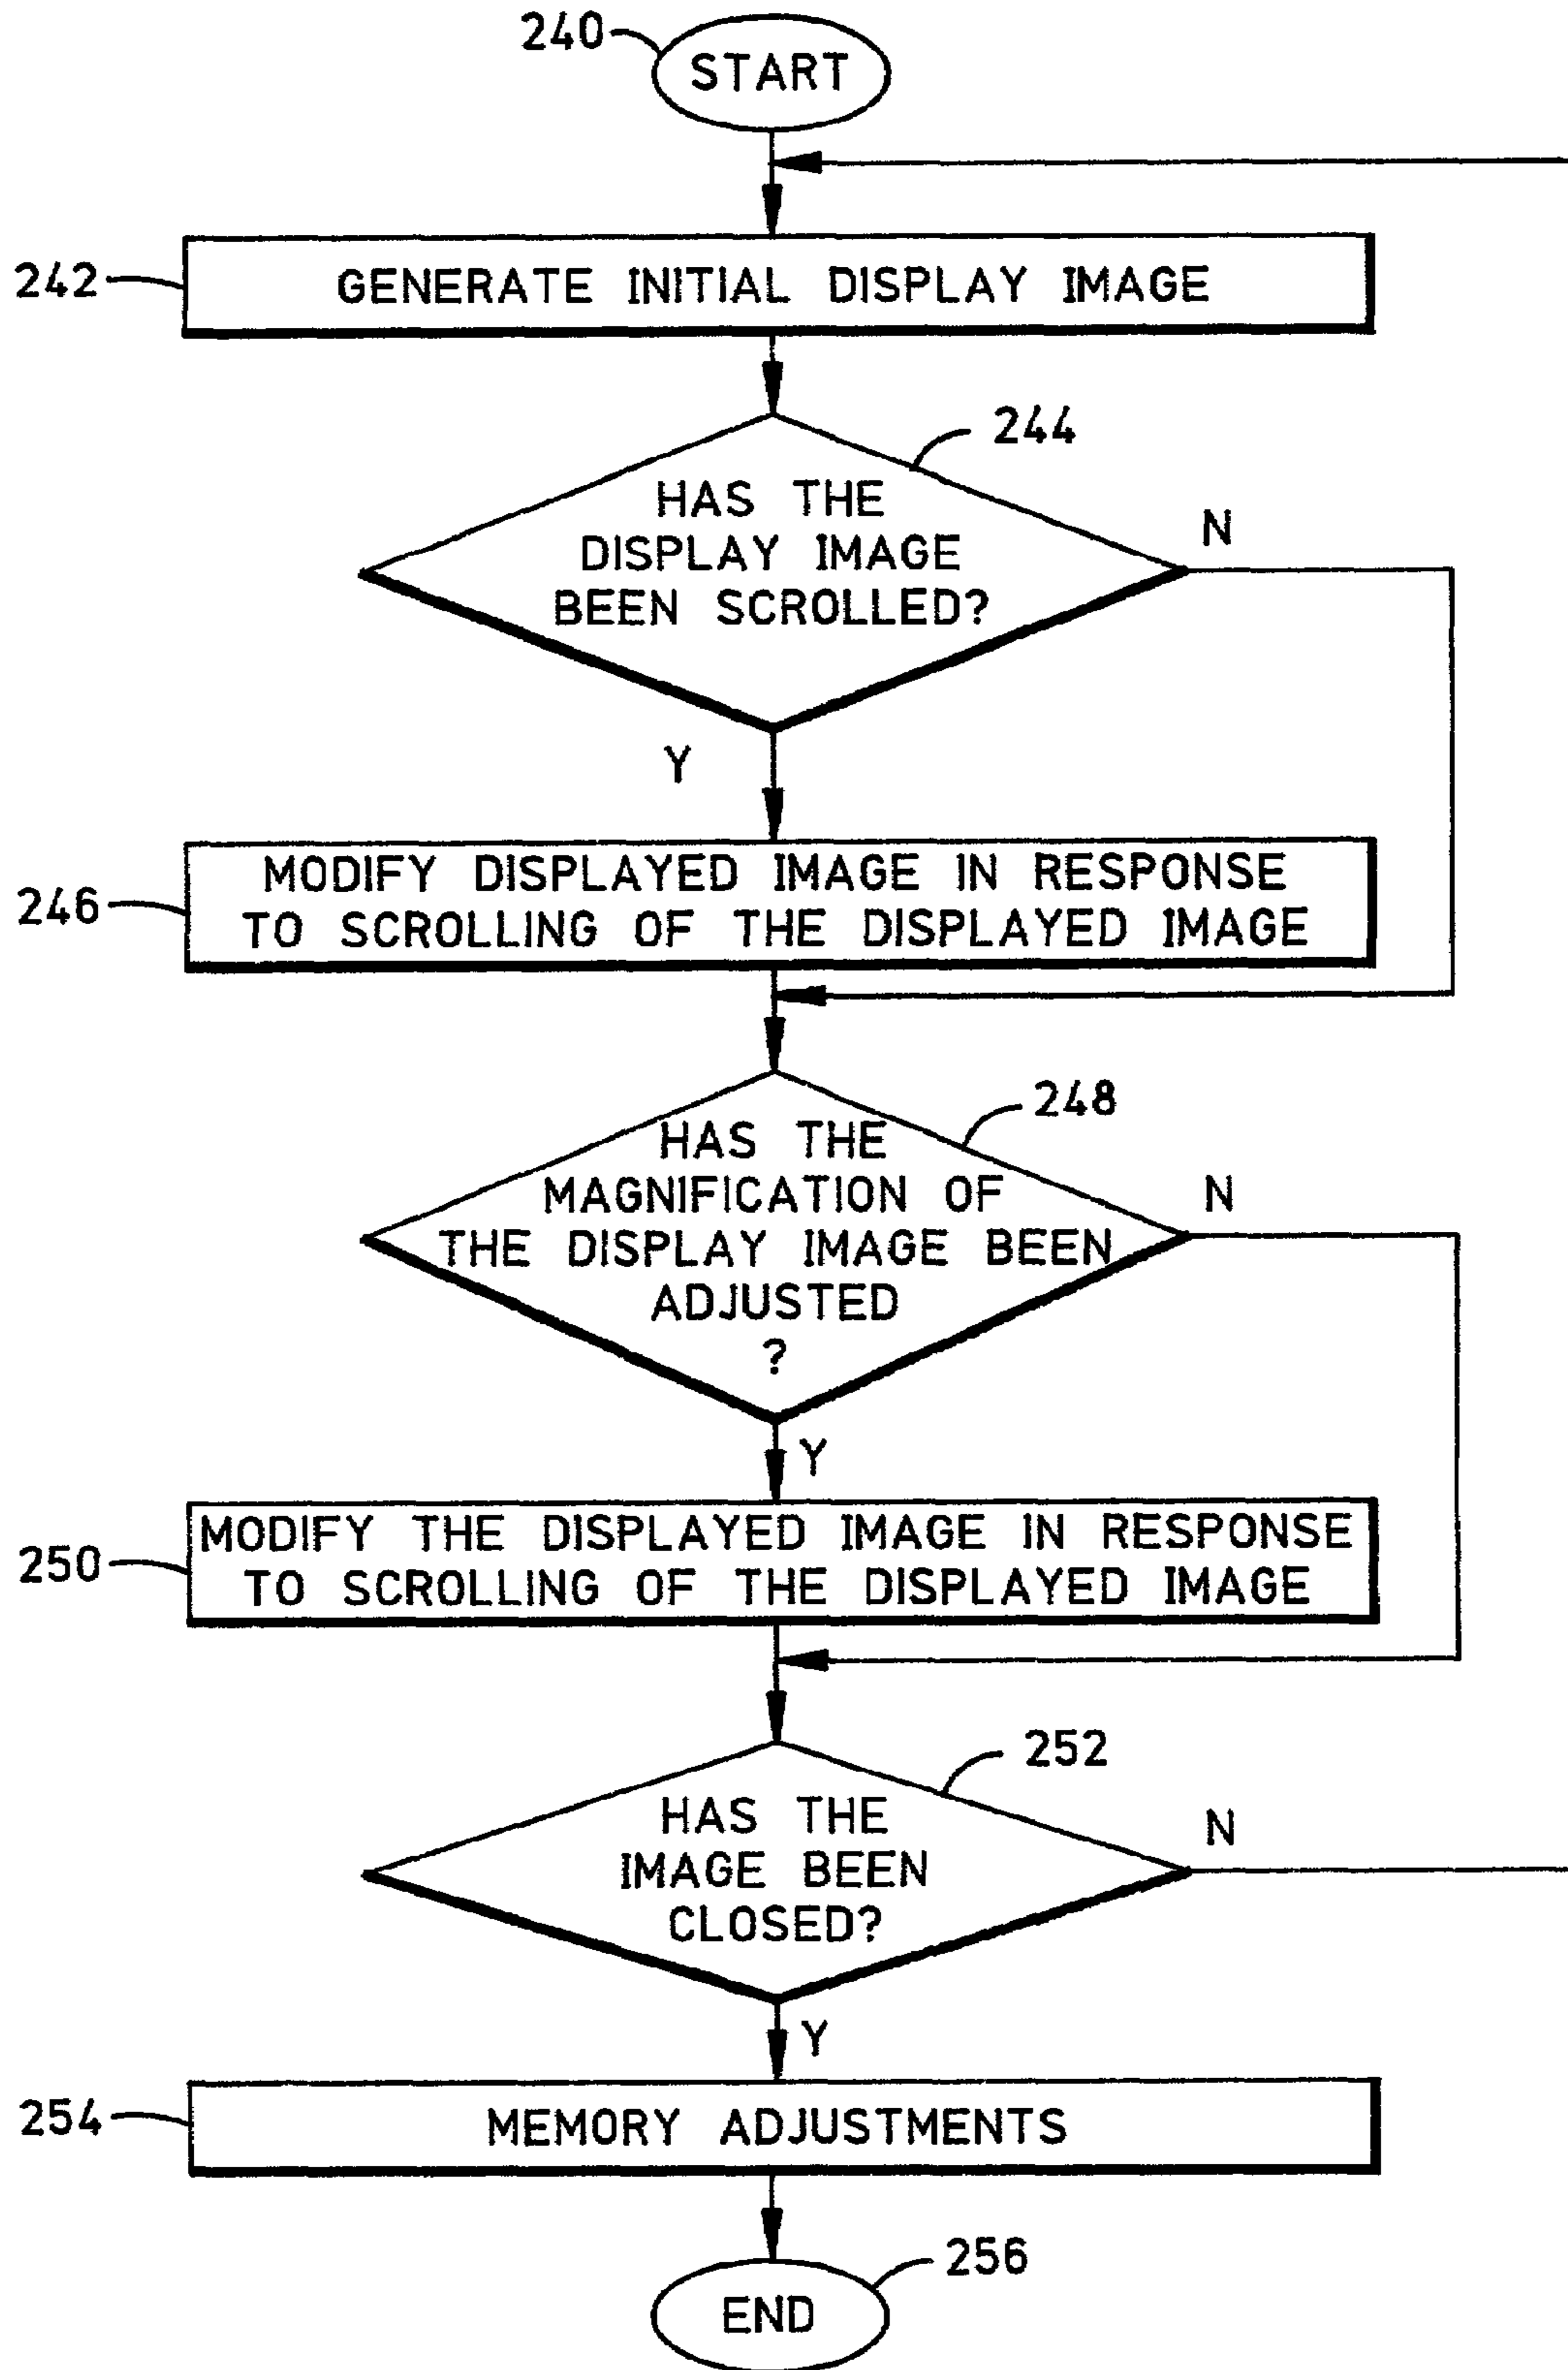 240
START
242
GENERATE INITIAL DISPLAY IMAGE
244
HAS THE
DISPLAY IMAGE
BEEN SCROLLED?
N
Y
246
MODIFY DISPLAYED IMAGE IN RESPONSE
TO SCROLLING OF THE DISPLAYED IMAGE
248
HAS THE
MAGNIFICATION OF
THE DISPLAY IMAGE BEEN
ADJUSTED
?
N
Y
250
MODIFY THE DISPLAYED IMAGE IN RESPONSE
TO SCROLLING OF THE DISPLAYED IMAGE
252
HAS THE
IMAGE BEEN
CLOSED?
N
Y
254
MEMORY ADJUSTMENTS
256
END